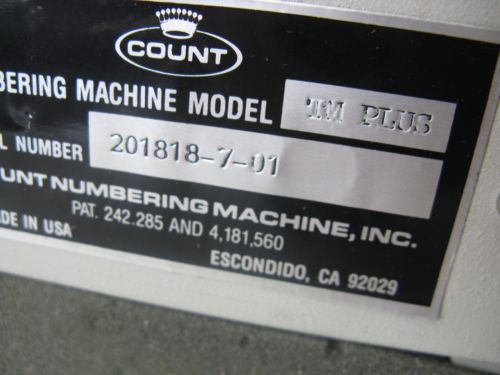 COUNT
BERING MACHINE MODEL TM PLUS
L NUMBER 201818-7-01
OUNT NUMBERING MACHINE, INC.
PAT. 242.285 AND 4,181,560
ADE IN USA
ESCONDIDO, CA 92029